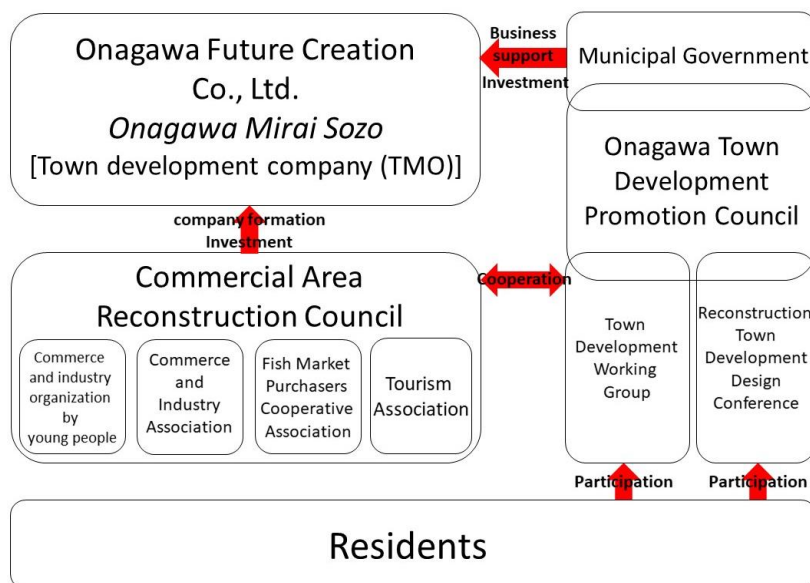 Onagawa Future Creation
Co., Ltd.
Onagawa Mirai Sozo
[Town development company (TMO)]
Business
support
Investment
Municipal Government
Onagawa Town
Development
Promotion Council
company formation
Investment
Commercial Area
Reconstruction Council
Commerce
and industry
organization
by
young people
Commerce
and
Industry
Association
Fish Market
Purchasers
Cooperative
Association
Tourism
Association
Cooperation
Town
Development
Working
Group
Reconstruction
Town
Development
Design
Conference
Participation
Participation
Residents